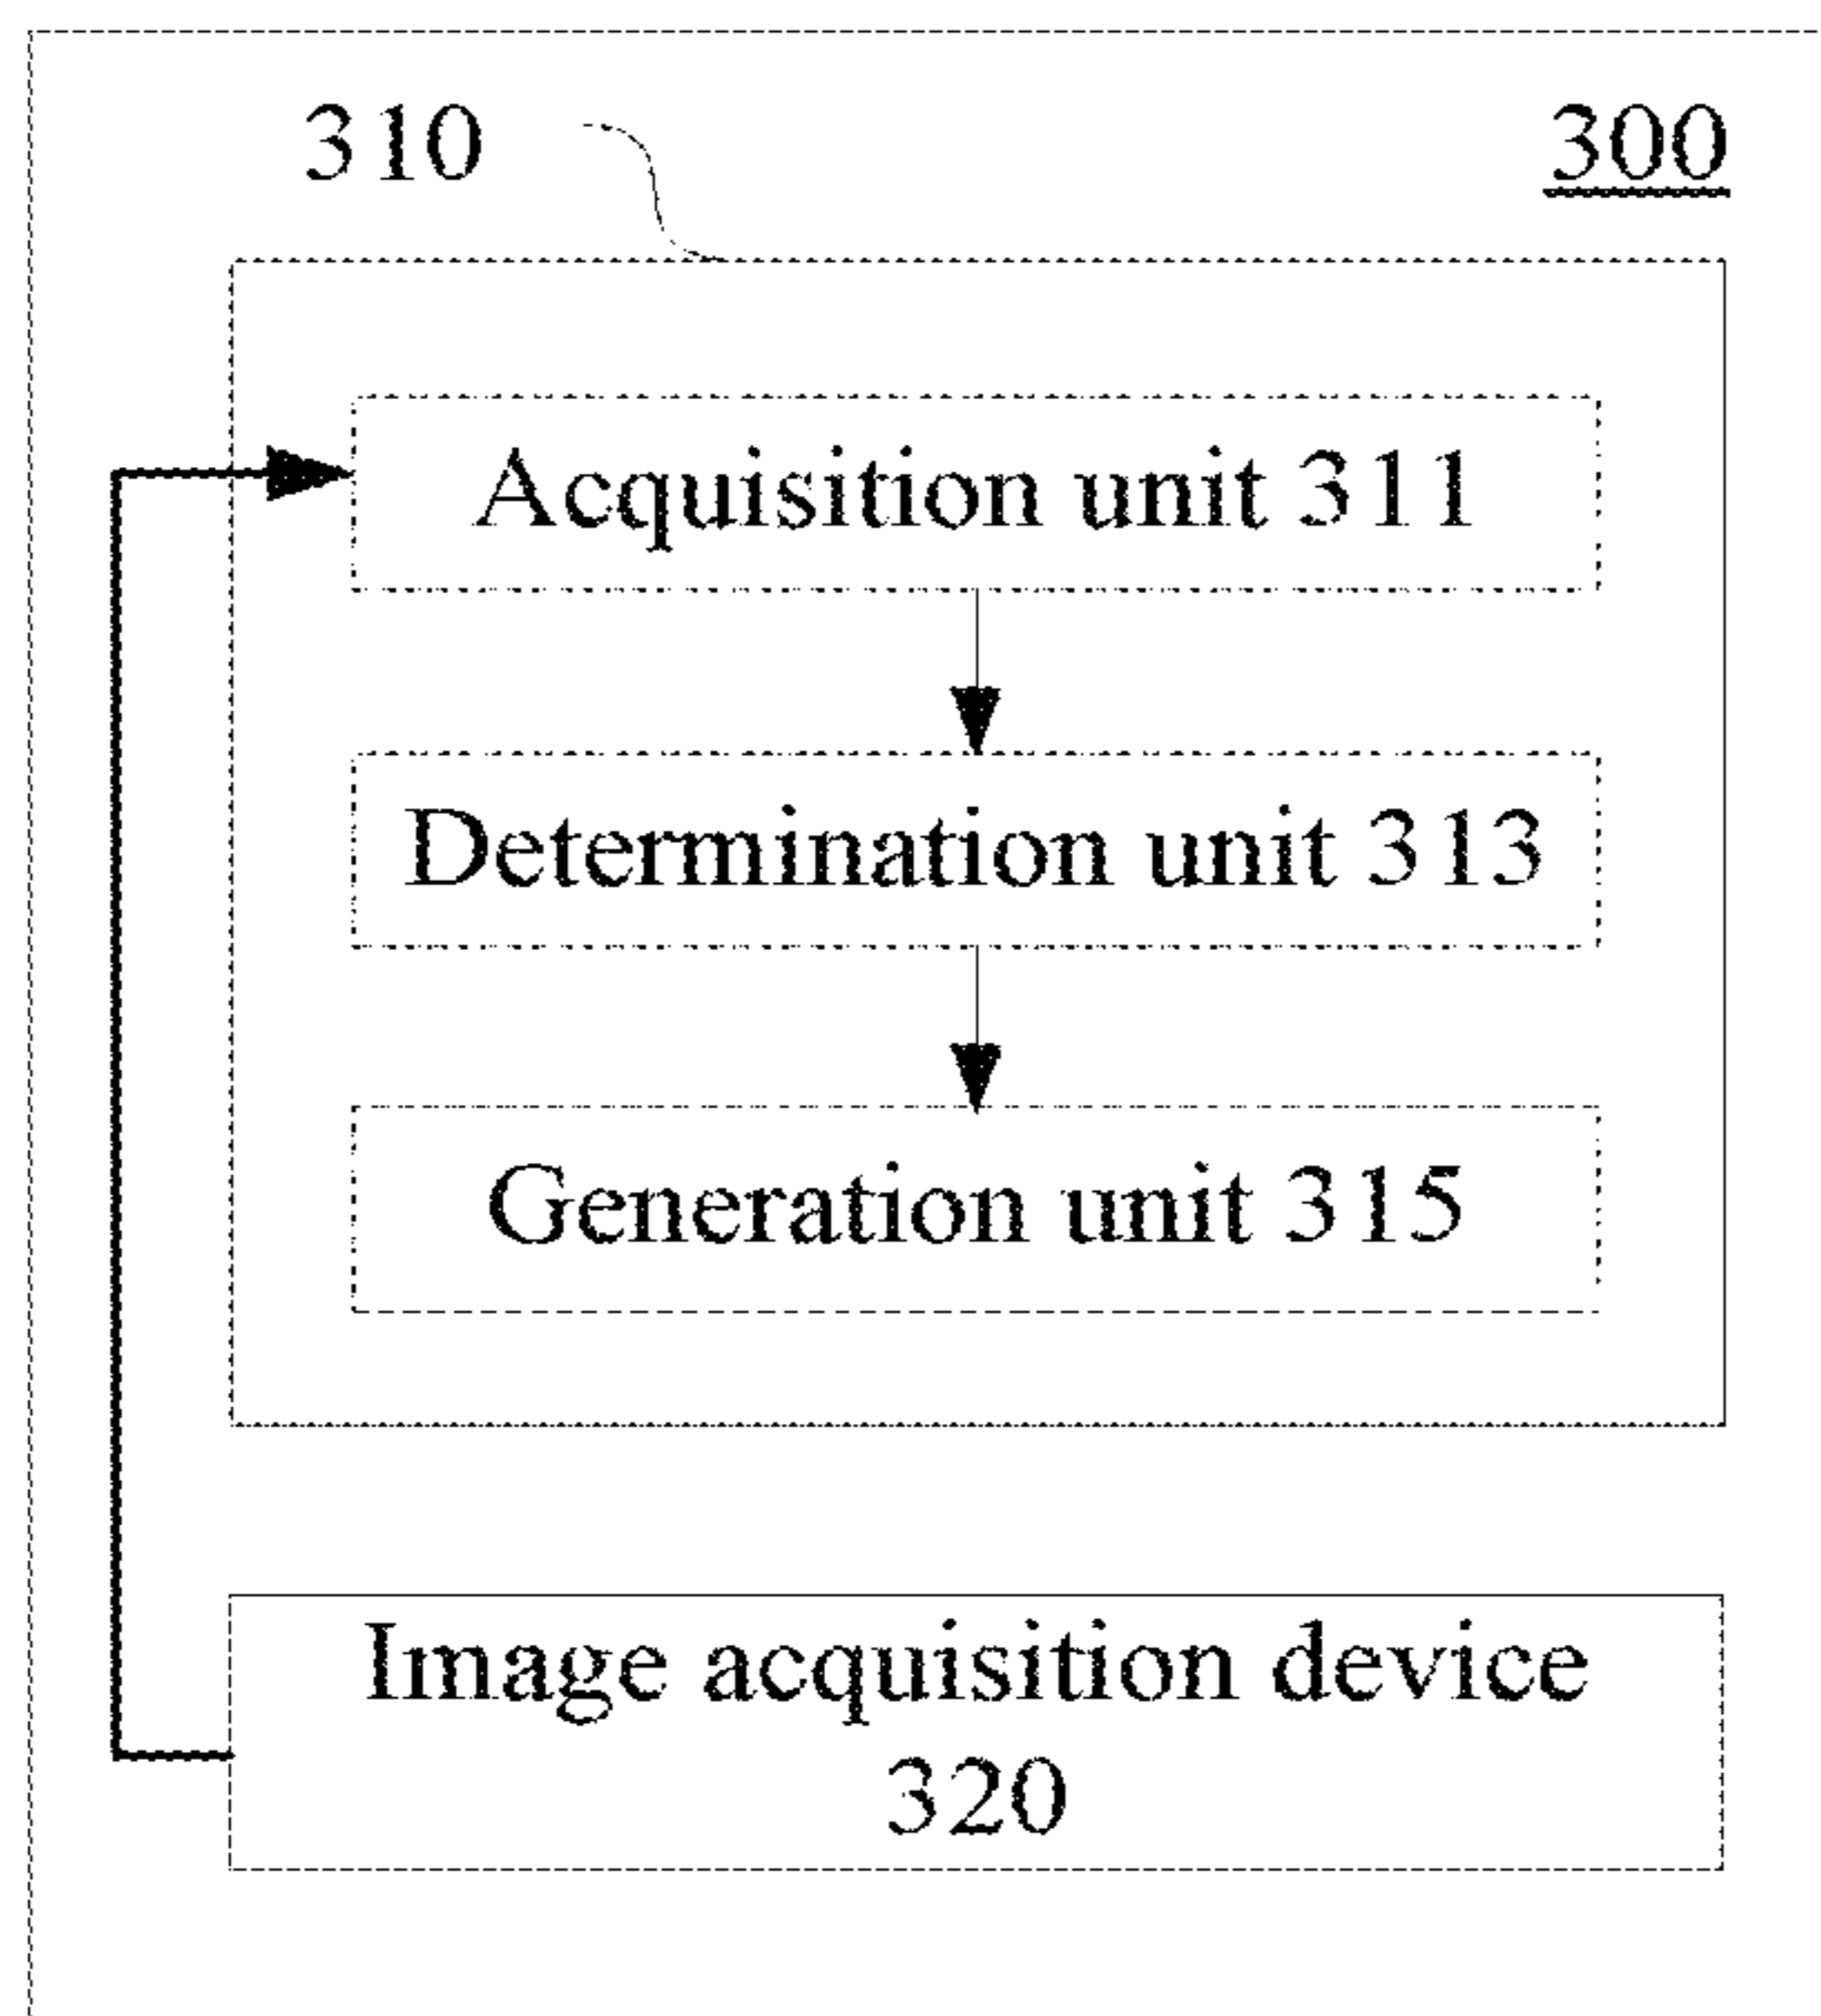 310
300
Acquisition unit 311
Determination unit 313
Generation unit 315
Image acquisition device
320